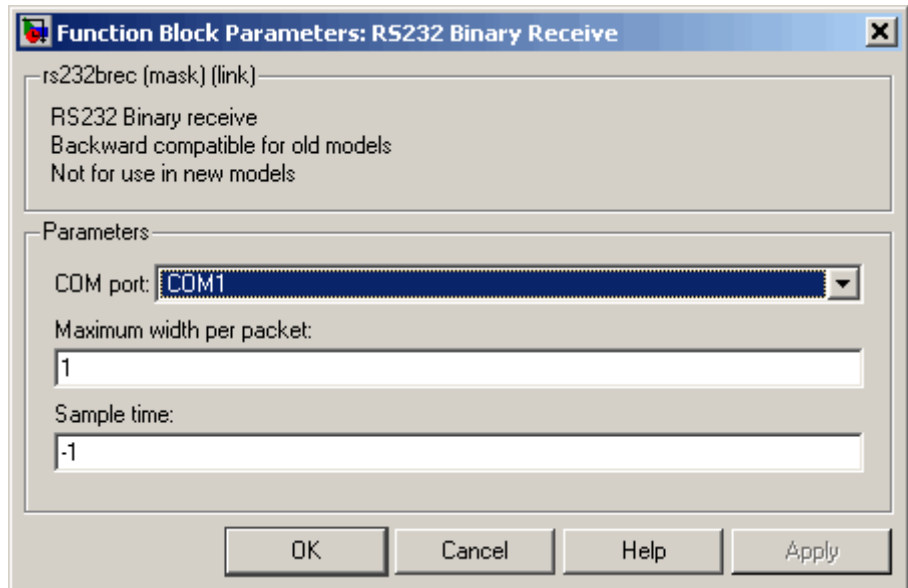 Function Block Parameters: RS232 Binary Receive
rs232brec (mask) (link)
RS232 Binary receive
Backward compatible for old models
Not for use in new models
Parameters
COM port: COM1
Maximum width per packet:
1
Sample time:
-1
OK Cancel Help Apply